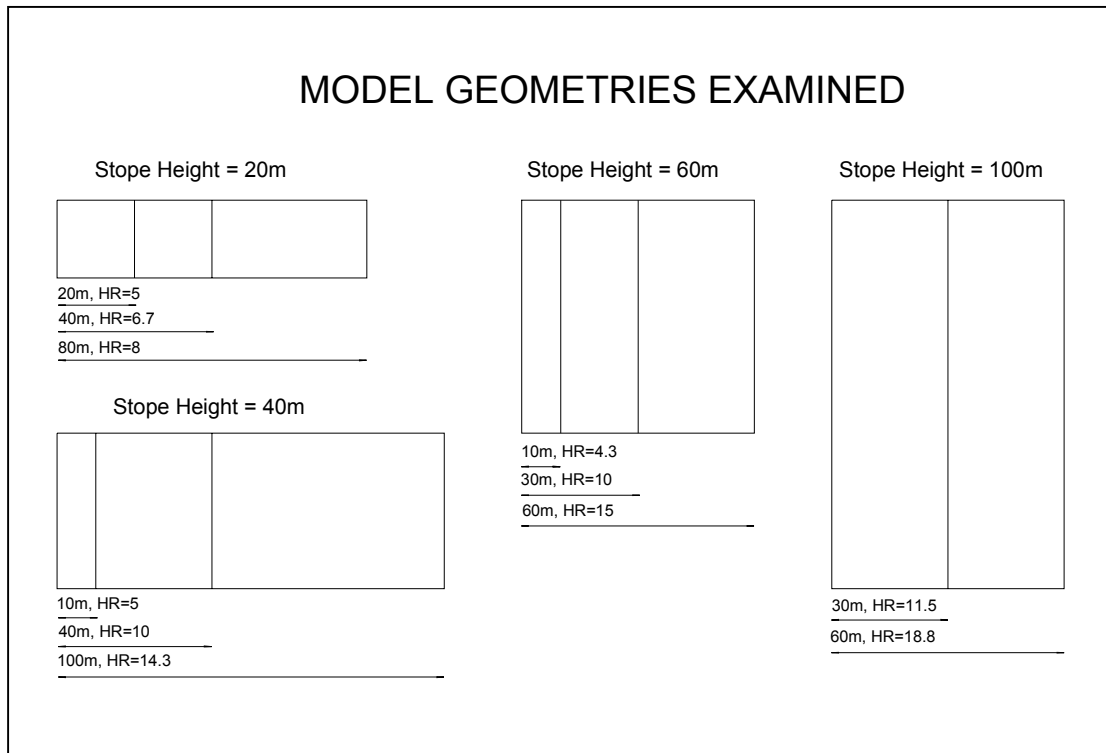 MODEL GEOMETRIES EXAMINED
Stope Height = 20m
20m, HR=5
40m, HR=6.7
80m, HR=8
Stope Height = 40m
10m, HR=5
40m, HR=10
100m, HR=14.3
Stope Height = 60m
10m, HR=4.3
30m, HR=10
60m, HR=15
Stope Height = 100m
30m, HR=11.5
60m, HR=18.8